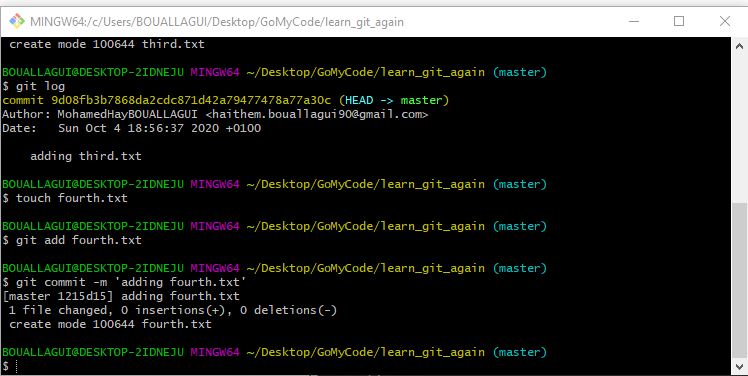 MINGW64:/c/Users/BOUALLAGUI/Desktop/GoMyCode/learn_git_again
create mode 100644 third.txt
BOUALLAGUI@DESKTOP-2IDNEJU MINGW64 ~/Desktop/GoMyCode/learn_git_again (master)
$ git log
commit 9d08fb3b7868da2cdc871d42a79477478a77a30c (HEAD -> master)
Author: MohamedHayBOUALLAGUI <haithem.bouallagui90@gmail.com>
Date:   Sun Oct 4 18:56:37 2020 +0100
    adding third.txt
BOUALLAGUI@DESKTOP-2IDNEJU MINGW64 ~/Desktop/GoMyCode/learn_git_again (master)
$ touch fourth.txt
BOUALLAGUI@DESKTOP-2IDNEJU MINGW64 ~/Desktop/GoMyCode/learn_git_again (master)
$ git add fourth.txt
BOUALLAGUI@DESKTOP-2IDNEJU MINGW64 ~/Desktop/GoMyCode/learn_git_again (master)
$ git commit -m 'adding fourth.txt'
[master 1215d15] adding fourth.txt
 1 file changed, 0 insertions(+), 0 deletions(-)
 create mode 100644 fourth.txt
BOUALLAGUI@DESKTOP-2IDNEJU MINGW64 ~/Desktop/GoMyCode/learn_git_again (master)
$